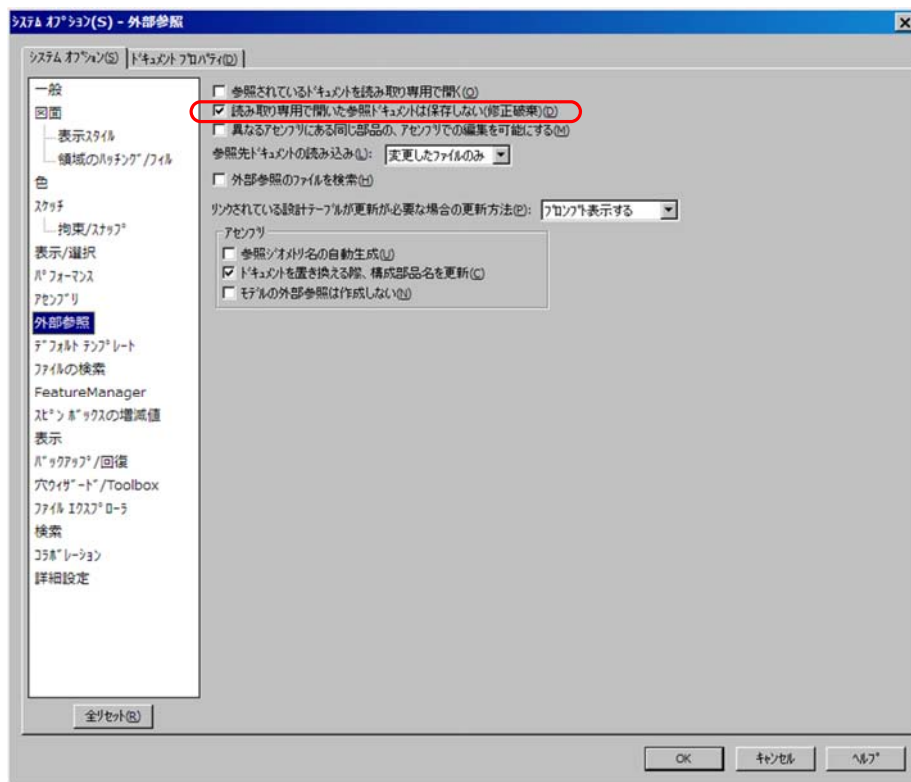 システム オプション(S) - 外部参照
システム オプション(S)
ドキュメント プロパティ(D)
一般
図面
表示スタイル
領域のハッチング/フィル
色
スケッチ
拘束/スナップ
表示/選択
パフォーマンス
アセンブリ
外部参照
デフォルト テンプレート
ファイルの検索
FeatureManager
スピン ボックスの増減値
表示
バックアップ/回復
穴ウィザード/Toolbox
ファイル エクスプローラ
検索
コラボレーション
詳細設定
全リセット(R)
参照されているドキュメントを読み取り専用で開く(O)
読み取り専用で開いた参照ドキュメントは保存しない(修正破棄)(D)
異なるアセンブリにある同じ部品の、アセンブリでの編集を可能にする(M)
参照先ドキュメントの読み込み(L): 変更したファイルのみ
外部参照のファイルを検索(H)
リンクされている設計テーブルが更新が必要な場合の更新方法(P): プロンプト表示する
アセンブリ
参照ジオメトリ名の自動生成(U)
ドキュメントを置き換える際、構成部品名を更新(C)
モデルの外部参照は作成しない(N)
OK
キャンセル
ヘルプ